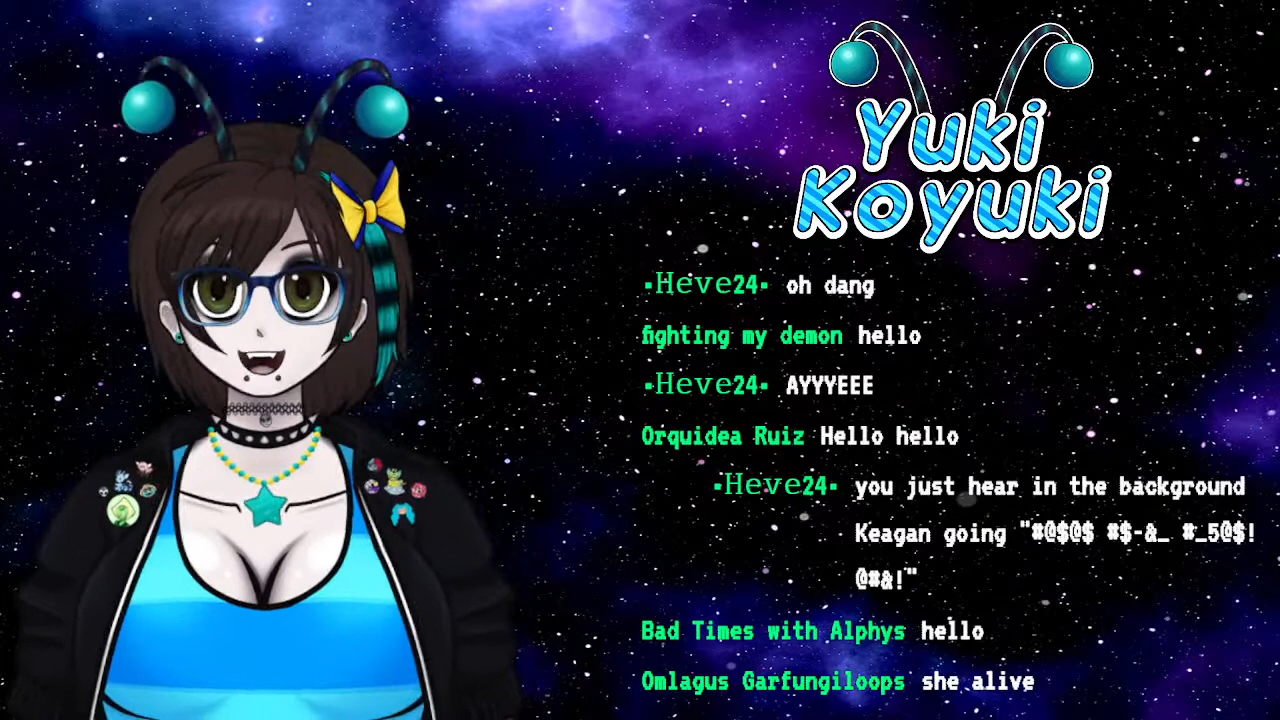 Yuki
Koyuki
·Heve24· oh dang
fighting my demon hello
·Heve24· AYYYEEE
Orquidea Ruiz Hello hello
·Heve24· you just hear in the background
Keagan going "#@$@$ #$-&_ #_5@$!
@#&!"
Bad Times with Alphys hello
Omlagus Garfungiloops she alive